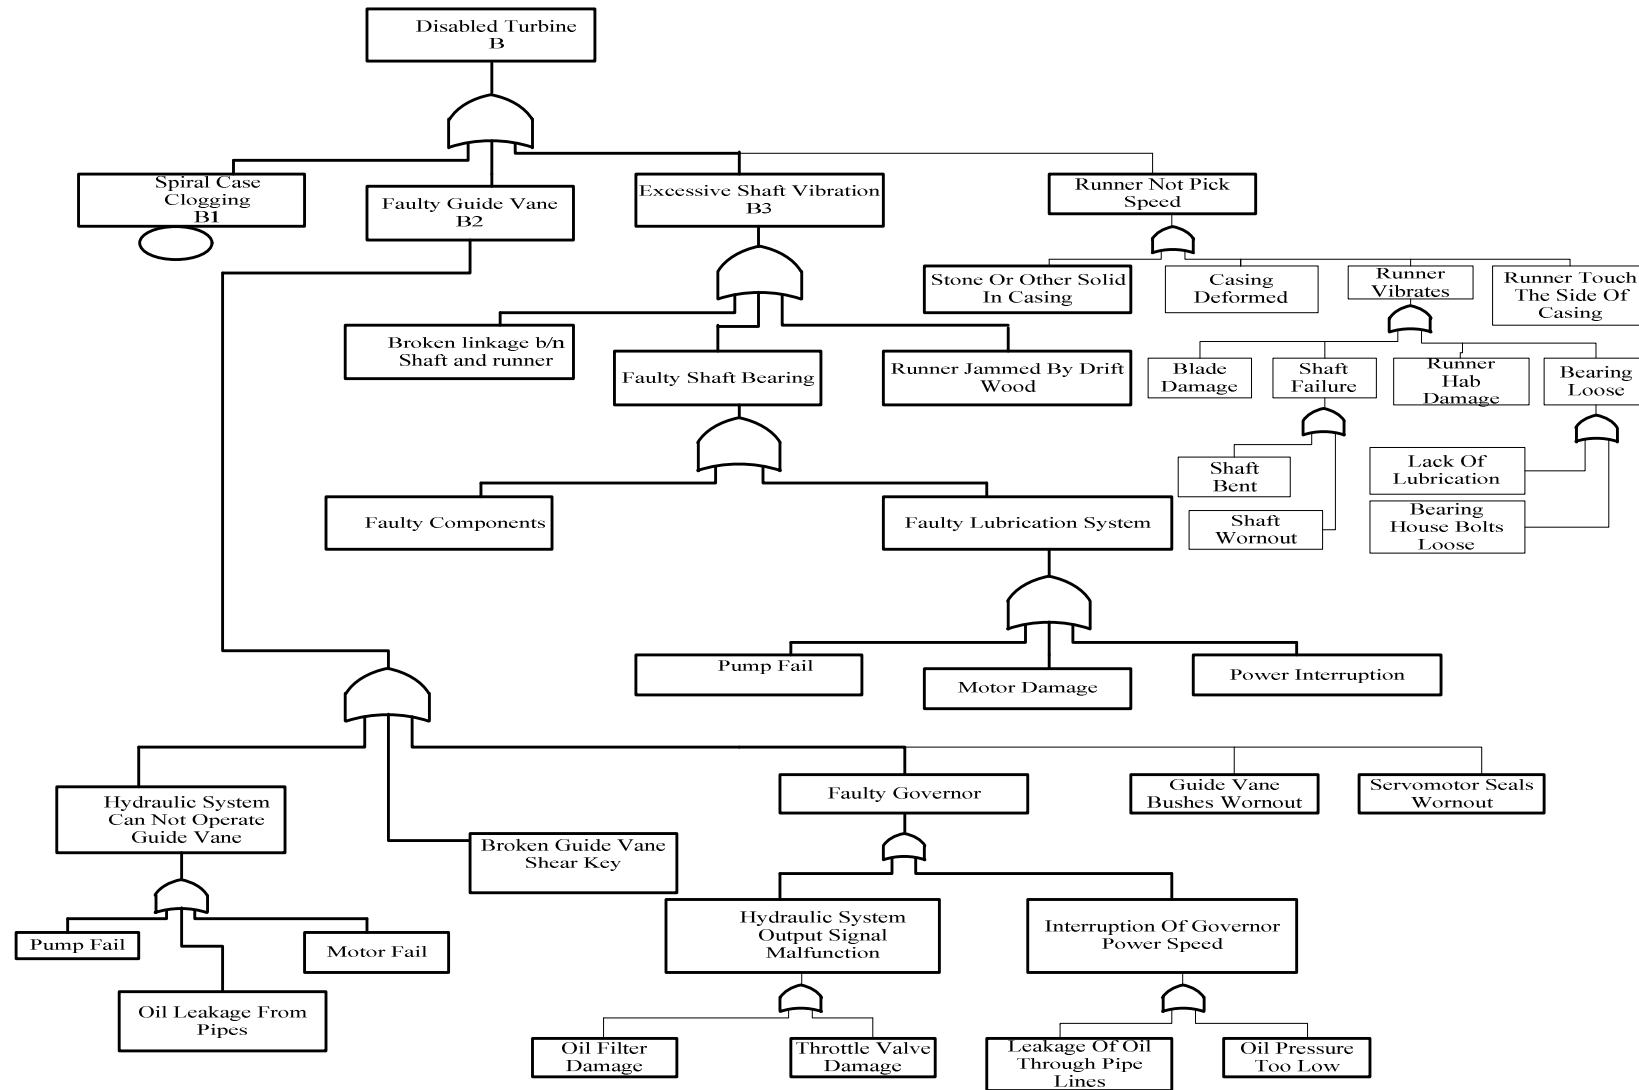 Disabled Turbine
B
Spiral Case
Clogging
B1
Faulty Guide Vane
B2
Excessive Shaft Vibration
B3
Runner Not Pick
Speed
Stone Or Other Solid
In Casing
Casing
Deformed
Runner
Vibrates
Runner Touch
The Side Of
Casing
Broken linkage b/n
Shaft and runner
Faulty Shaft Bearing
Runner Jammed By Drift
Wood
Blade
Damage
Shaft
Failure
Runner
Hab
Damage
Bearing
Loose
Shaft
Bent
Shaft
Wornout
Lack Of
Lubrication
Bearing
House Bolts
Loose
Faulty Components
Faulty Lubrication System
Pump Fail
Motor Damage
Power Interruption
Hydraulic System
Can Not Operate
Guide Vane
Broken Guide Vane
Shear Key
Faulty Governor
Guide Vane
Bushes Wornout
Servomotor Seals
Wornout
Pump Fail
Motor Fail
Oil Leakage From
Pipes
Hydraulic System
Output Signal
Malfunction
Interruption Of Governor
Power Speed
Oil Filter
Damage
Throttle Valve
Damage
Leakage Of Oil
Through Pipe
Lines
Oil Pressure
Too Low